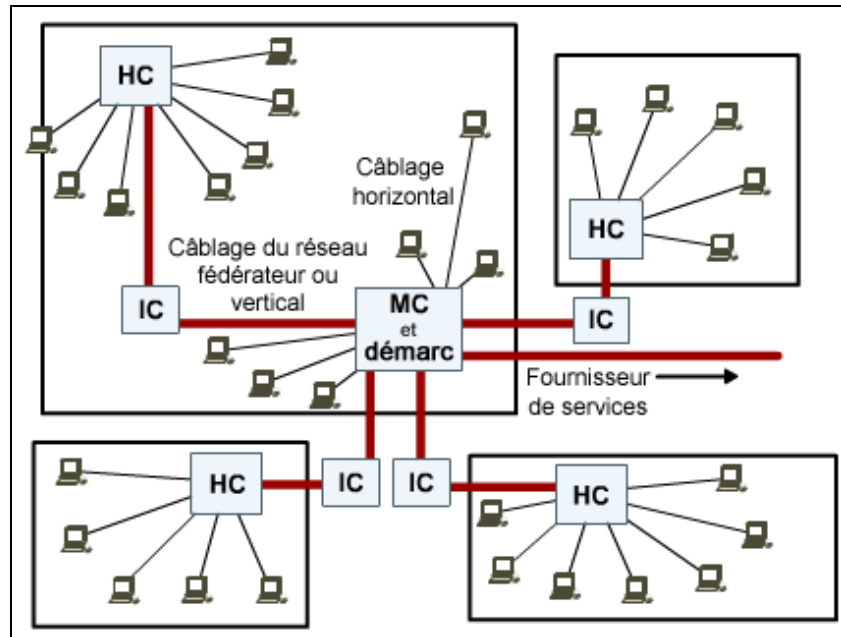 HC
Câblage
horizontal
HC
Câblage du réseau
fédérateur ou
vertical
IC
MC
et
démarc
IC
Fournisseur
de services
HC
IC
IC
HC